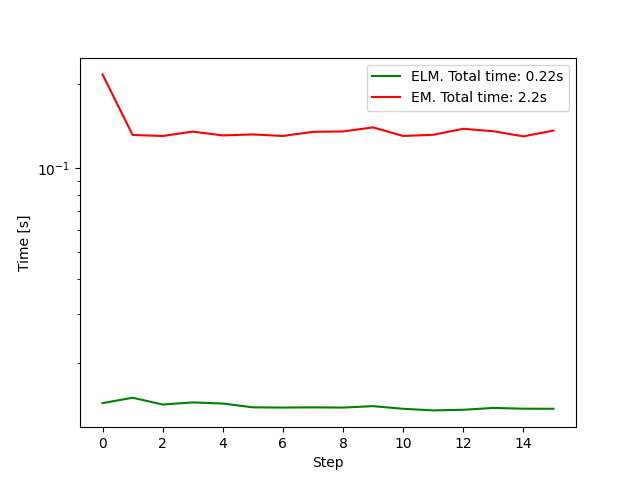 ELM. Total time: 0.22s
EM. Total time: 2.2s
10⁻¹
Time [s]
0 2 4 6 8 10 12 14
Step